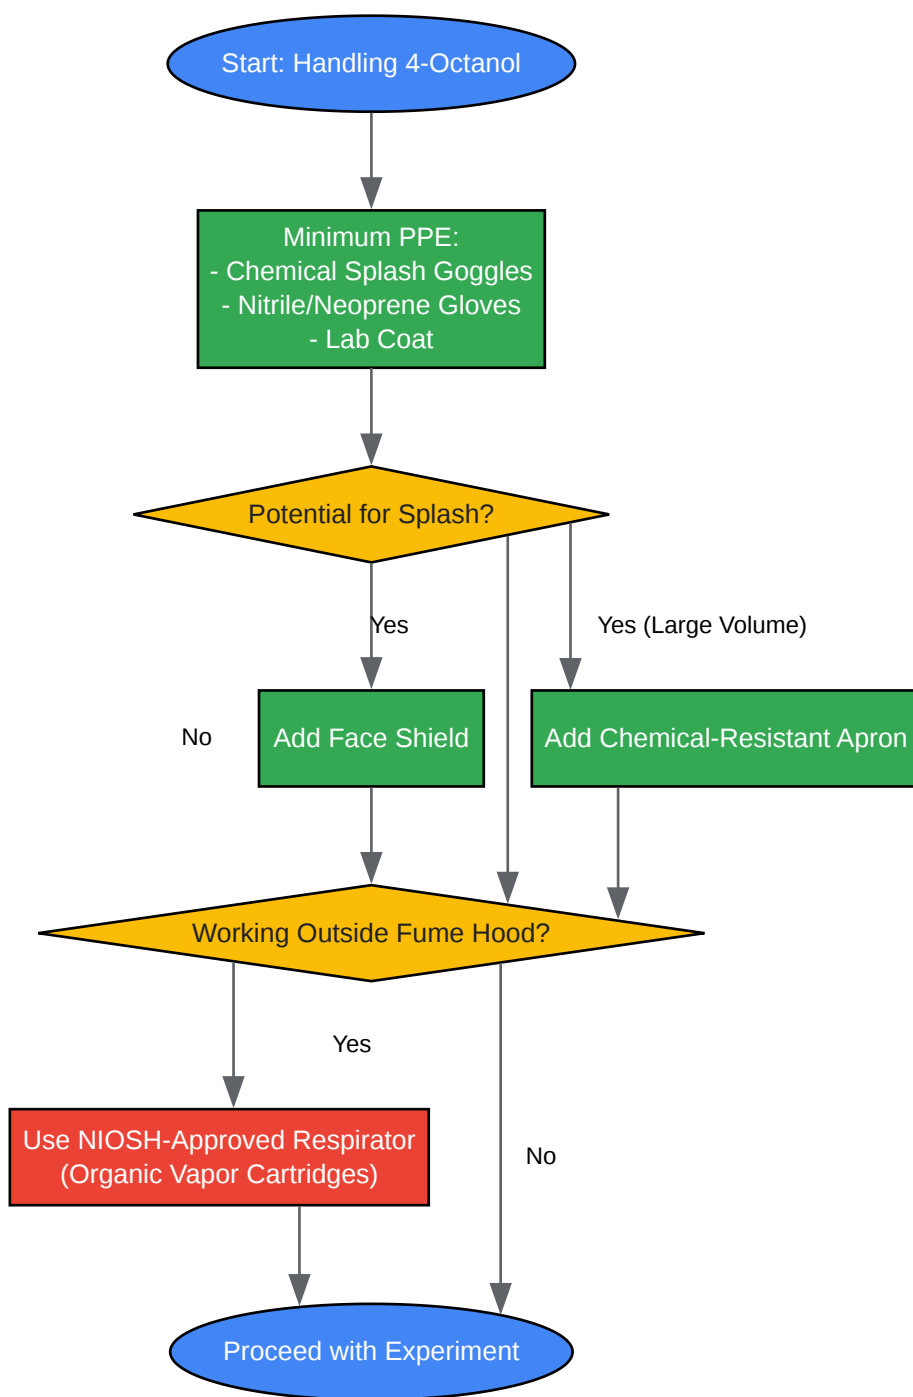 Start: Handling 4-Octanol
Minimum PPE:
- Chemical Splash Goggles
- Nitrile/Neoprene Gloves
- Lab Coat
Potential for Splash?
Yes
Yes (Large Volume)
No
Add Face Shield
Add Chemical-Resistant Apron
Working Outside Fume Hood?
Yes
Use NIOSH-Approved Respirator
(Organic Vapor Cartridges)
No
Proceed with Experiment